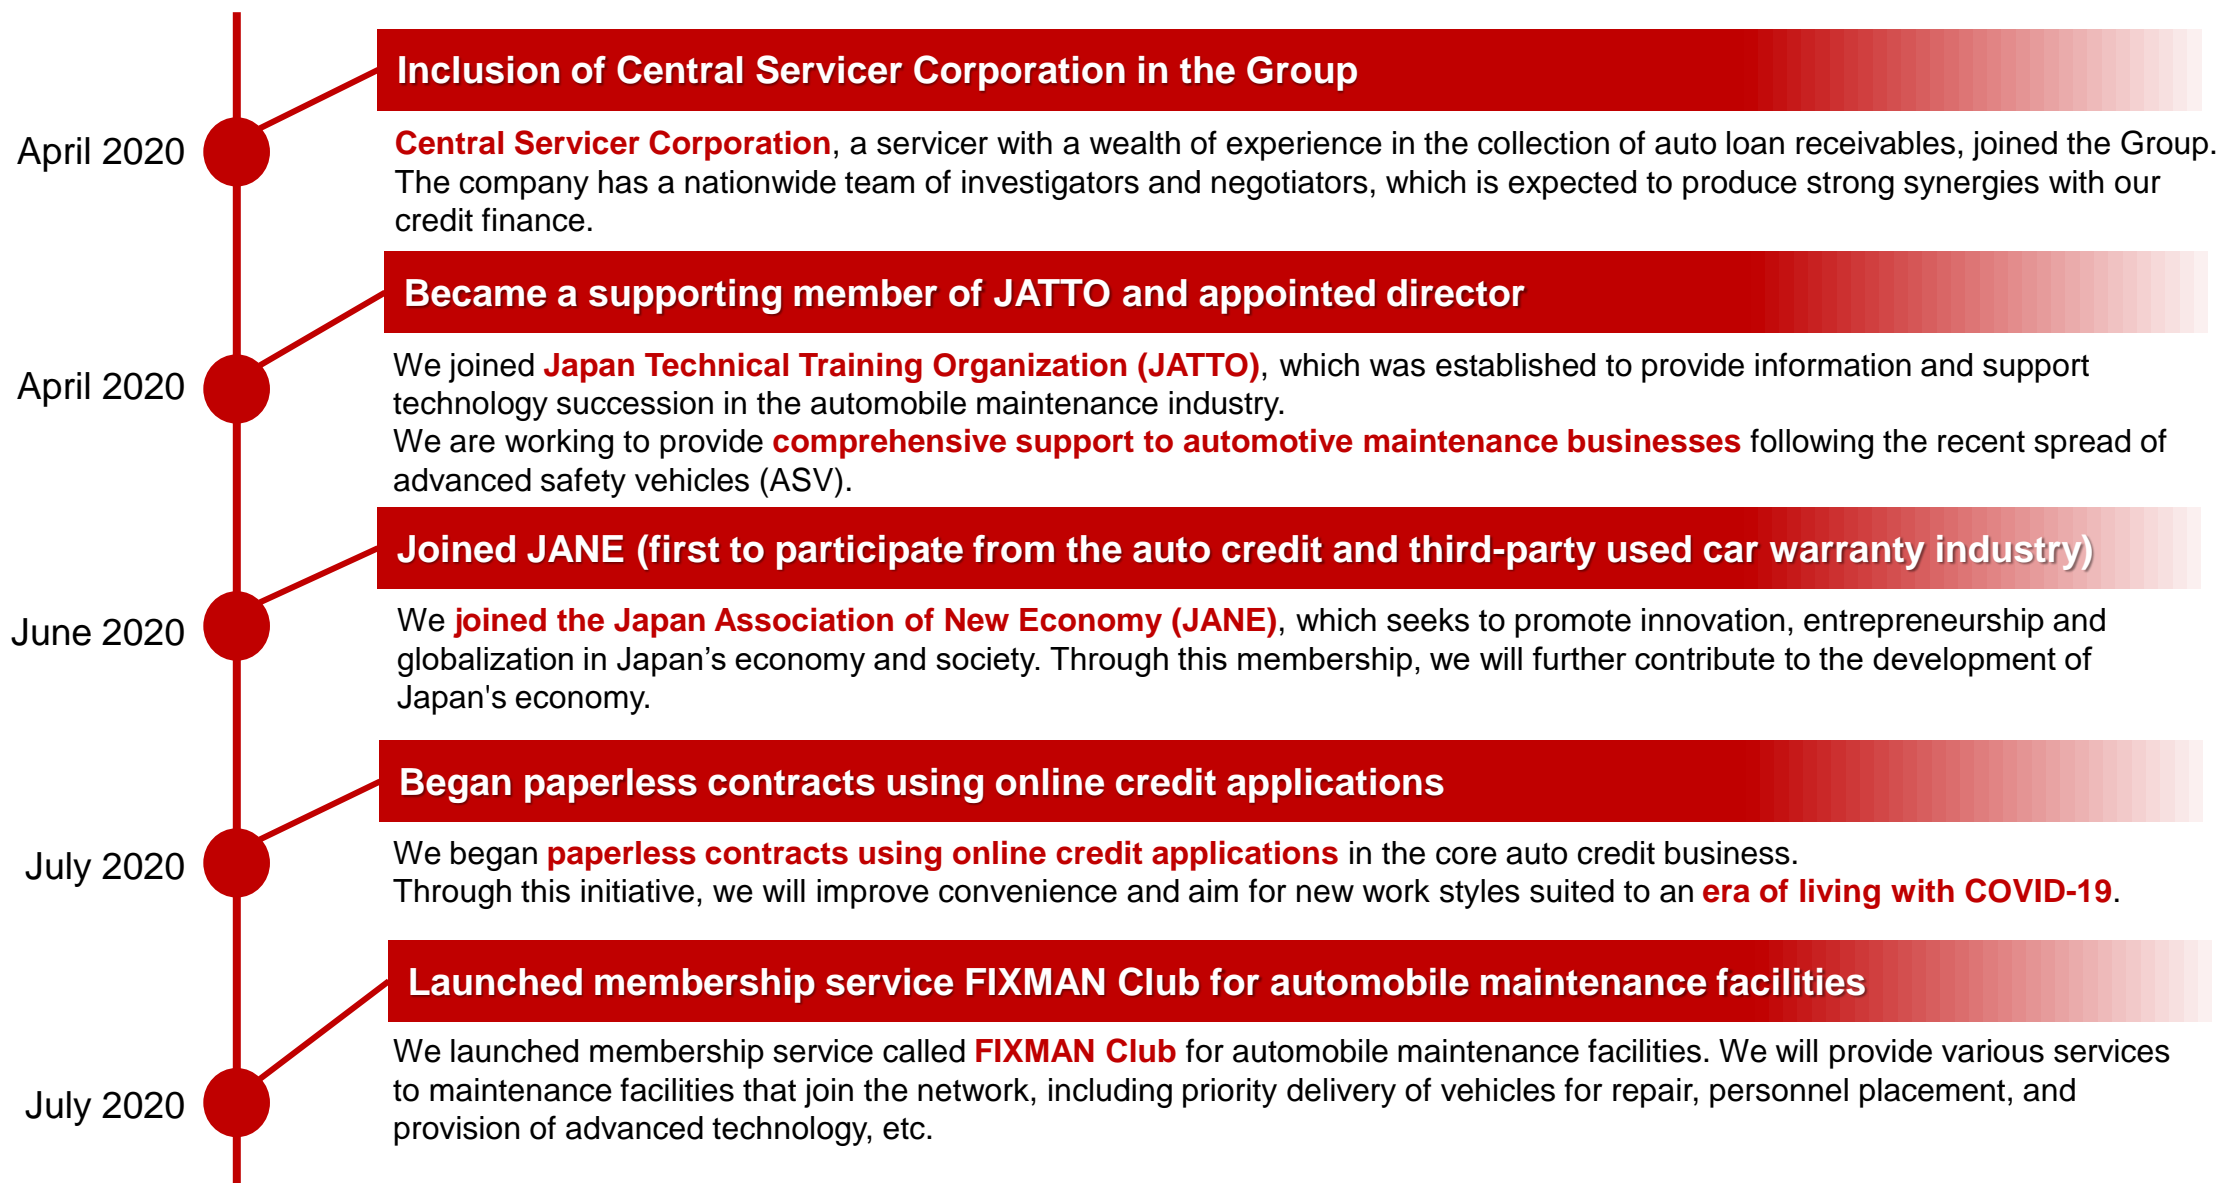 Inclusion of Central Servicer Corporation in the Group
April 2020
Central Servicer Corporation, a servicer with a wealth of experience in the collection of auto loan receivables, joined the Group.
The company has a nationwide team of investigators and negotiators, which is expected to produce strong synergies with our
credit finance.
Became a supporting member of JATTO and appointed director
April 2020
We joined Japan Technical Training Organization (JATTO), which was established to provide information and support
technology succession in the automobile maintenance industry.
We are working to provide comprehensive support to automotive maintenance businesses following the recent spread of
advanced safety vehicles (ASV).
Joined JANE (first to participate from the auto credit and third-party used car warranty industry)
June 2020
We joined the Japan Association of New Economy (JANE), which seeks to promote innovation, entrepreneurship and
globalization in Japan’s economy and society. Through this membership, we will further contribute to the development of
Japan's economy.
Began paperless contracts using online credit applications
July 2020
We began paperless contracts using online credit applications in the core auto credit business.
Through this initiative, we will improve convenience and aim for new work styles suited to an era of living with COVID-19.
Launched membership service FIXMAN Club for automobile maintenance facilities
July 2020
We launched membership service called FIXMAN Club for automobile maintenance facilities. We will provide various services
to maintenance facilities that join the network, including priority delivery of vehicles for repair, personnel placement, and
provision of advanced technology, etc.